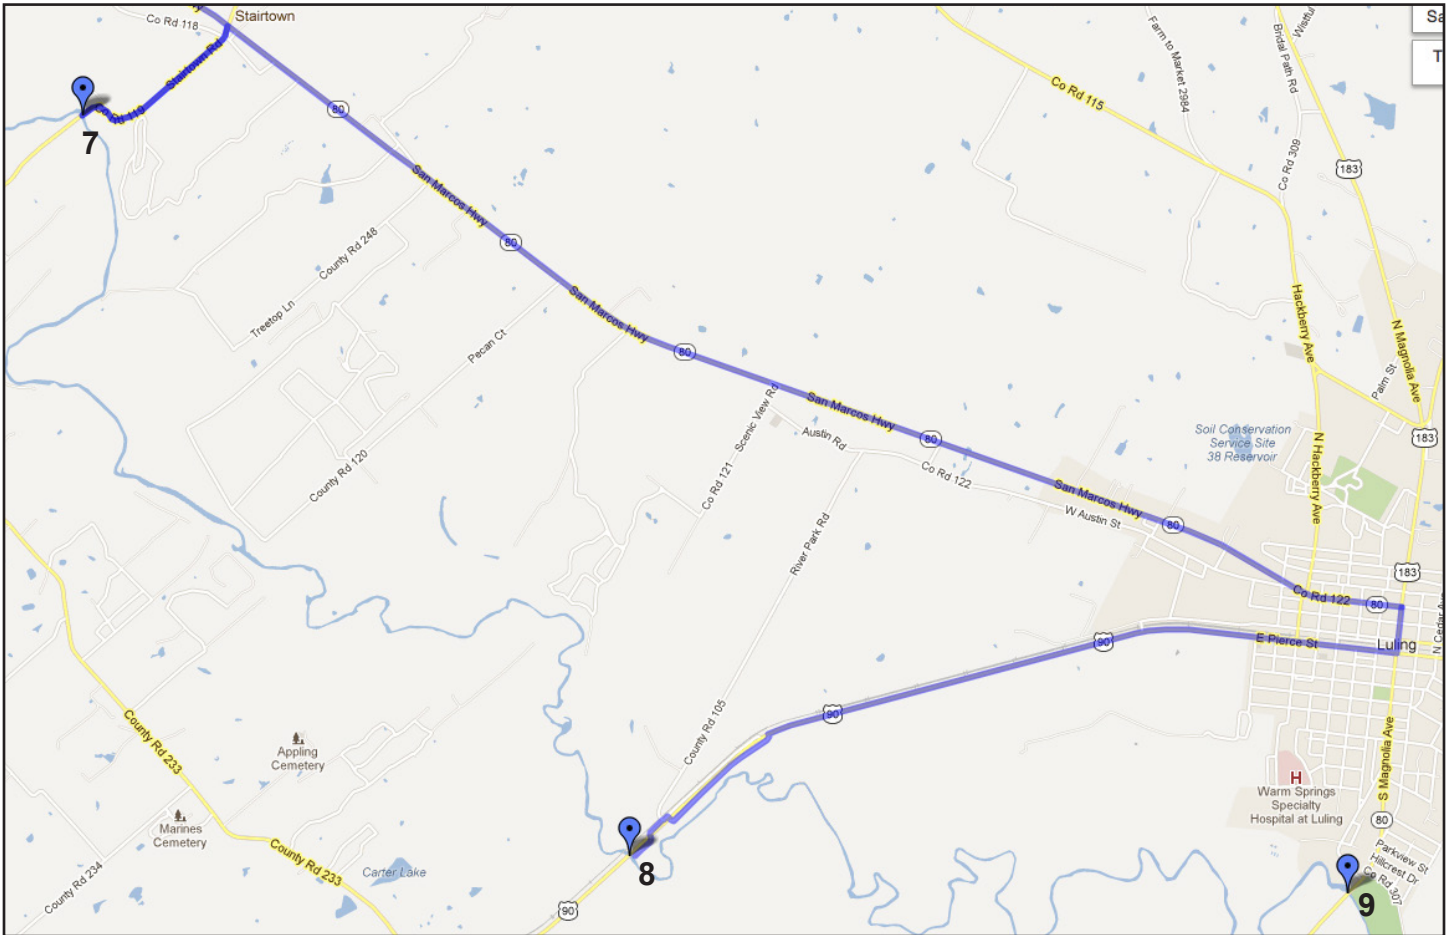 Stairtown
Co Rd 118
Stairtown Rd
Co Rd 119
7
80
San Marcos Hwy
80
San Marcos Hwy
80
San Marcos Hwy
80
San Marcos Hwy
80
Co Rd 122
80
Farm to Market 2984
Bridal Path Rd
Wistful
Sa
T
Co Rd 115
Co Rd 309
183
Hackberry Ave
N Magnolia Ave
Palm St
183
N Hackberry Ave
Soil Conservation
Service Site
38 Reservoir
County Rd 248
Treetop Ln
Pecan Ct
County Rd 120
Co Rd 121
Scenic View Rd
Austin Rd
Co Rd 122
W Austin St
River Park Rd
183
N Cedar Ave
Luling
E Pierce St
90
90
County Rd 105
County Rd 233
Appling
Cemetery
Marines
Cemetery
County Rd 233
County Rd 234
Carter Lake
8
90
H
Warm Springs
Specialty
Hospital at Luling
S Magnolia Ave
80
Parkview St
Hillcrest Dr
Co Rd 307
9